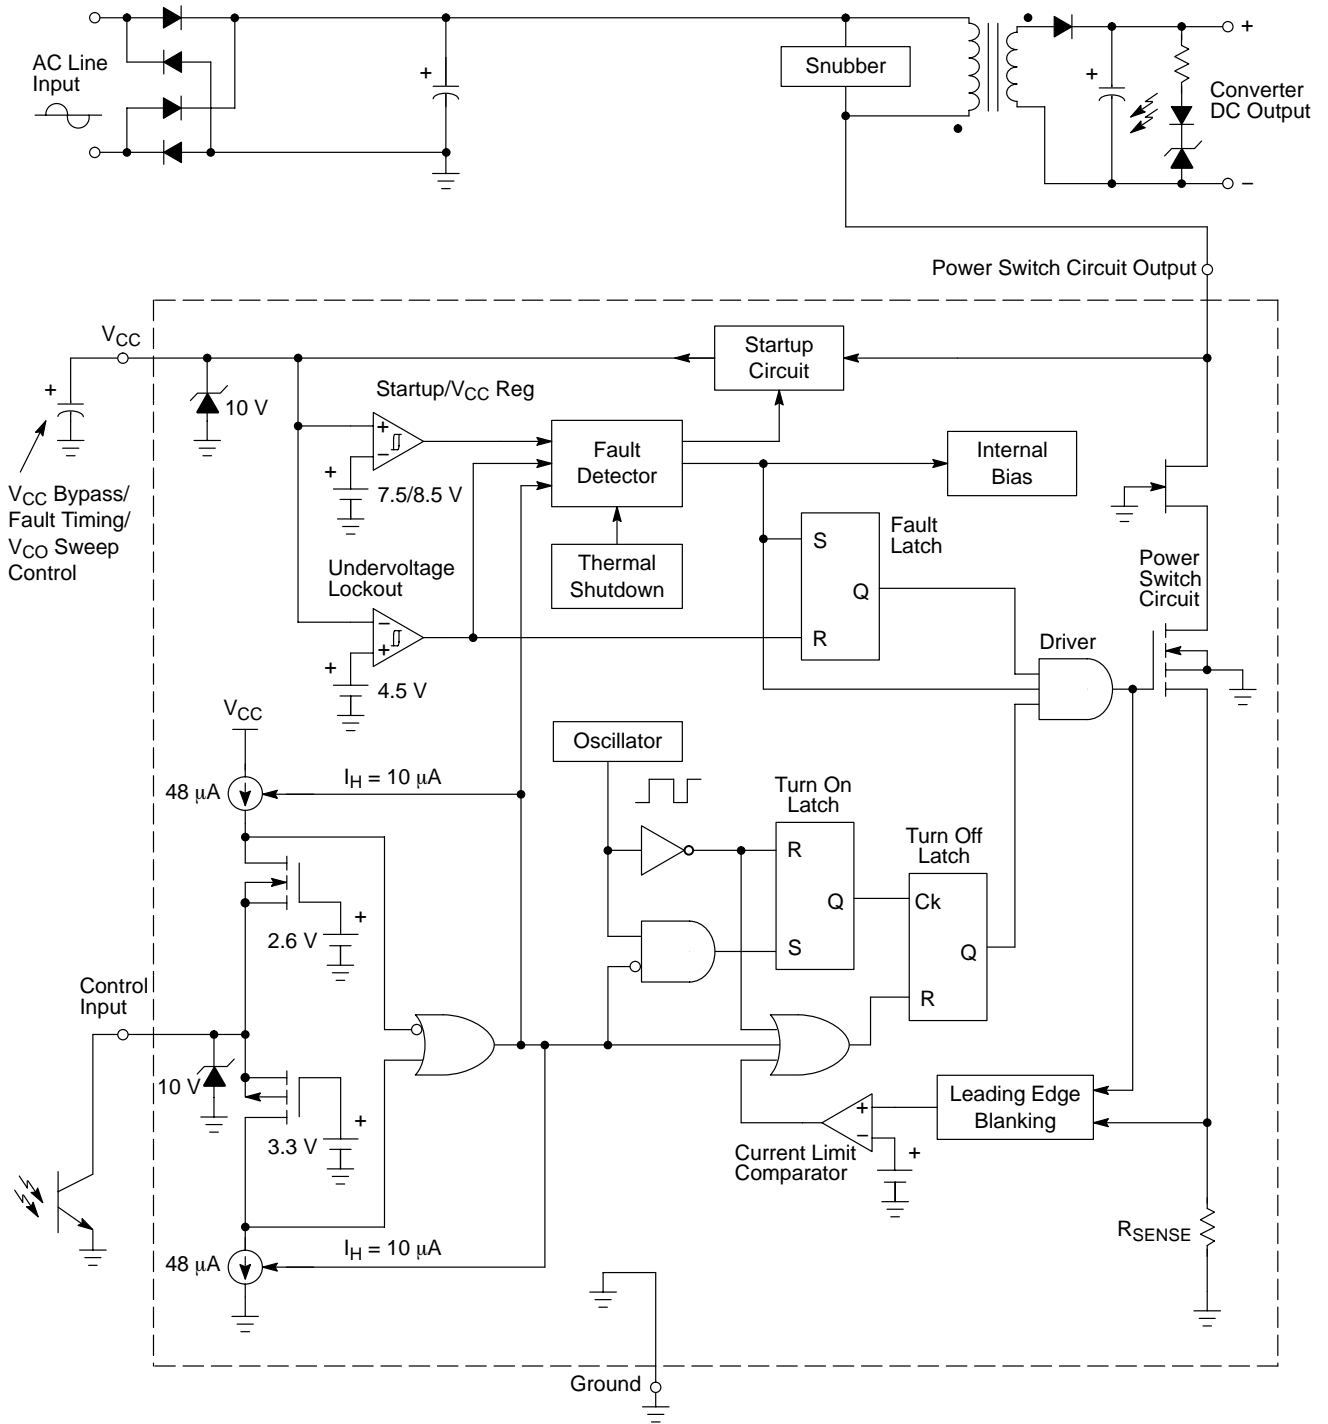 AC Line
Input
+
Snubber
+
+
Converter
DC Output
−
Power Switch Circuit Output
VCC
Startup
Circuit
+
10 V
Startup/VCC Reg
+
−
+
7.5/8.5 V
Fault
Detector
Internal
Bias
VCC Bypass/
Fault Timing/
VCO Sweep
Control
Undervoltage
Lockout
Thermal
Shutdown
S
Q
R
Fault
Latch
Power
Switch
Circuit
−
+
+
4.5 V
Driver
VCC
Oscillator
48 μA
IH = 10 μA
Turn On
Latch
R
Q
S
Turn Off
Latch
Ck
Q
R
+
2.6 V
Control
Input
10 V
+
3.3 V
Leading Edge
Blanking
+
−
+
Current Limit
Comparator
RSENSE
48 μA
IH = 10 μA
Ground